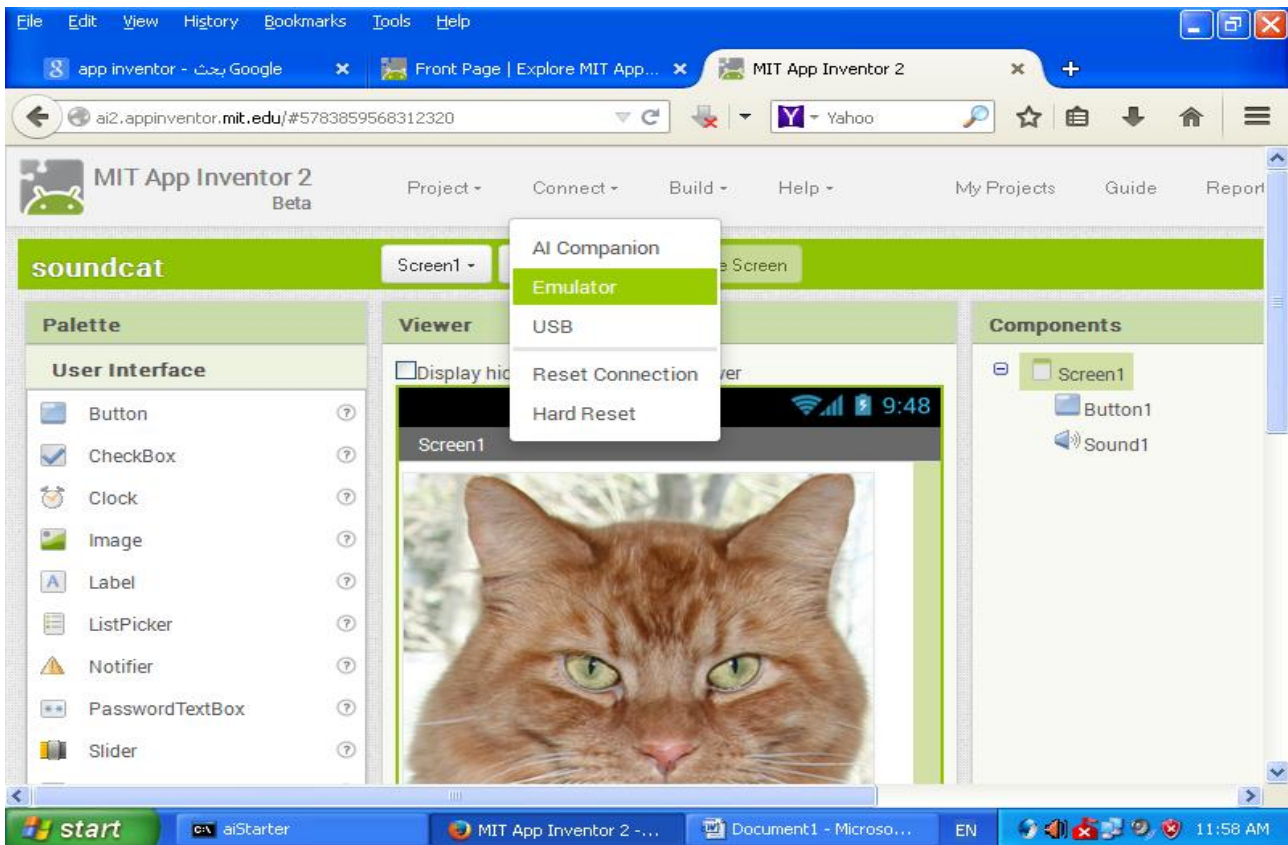 File Edit View History Bookmarks Tools Help
app inventor - بحث Google
Front Page | Explore MIT App...
MIT App Inventor 2
ai2.appinventor.mit.edu/#5783859568312320
Yahoo
MIT App Inventor 2
Beta
Project Connect Build Help My Projects Guide Report
soundcat
Screen1
e Screen
AI Companion
Emulator
USB
Reset Connection
Hard Reset
Palette
Viewer
Components
User Interface
Button
CheckBox
Clock
Image
Label
ListPicker
Notifier
PasswordTextBox
Slider
Display hid
ver
9:48
Screen1
Screen1
Button1
Sound1
start
aiStarter
MIT App Inventor 2 -...
Document1 - Microso...
EN
11:58 AM